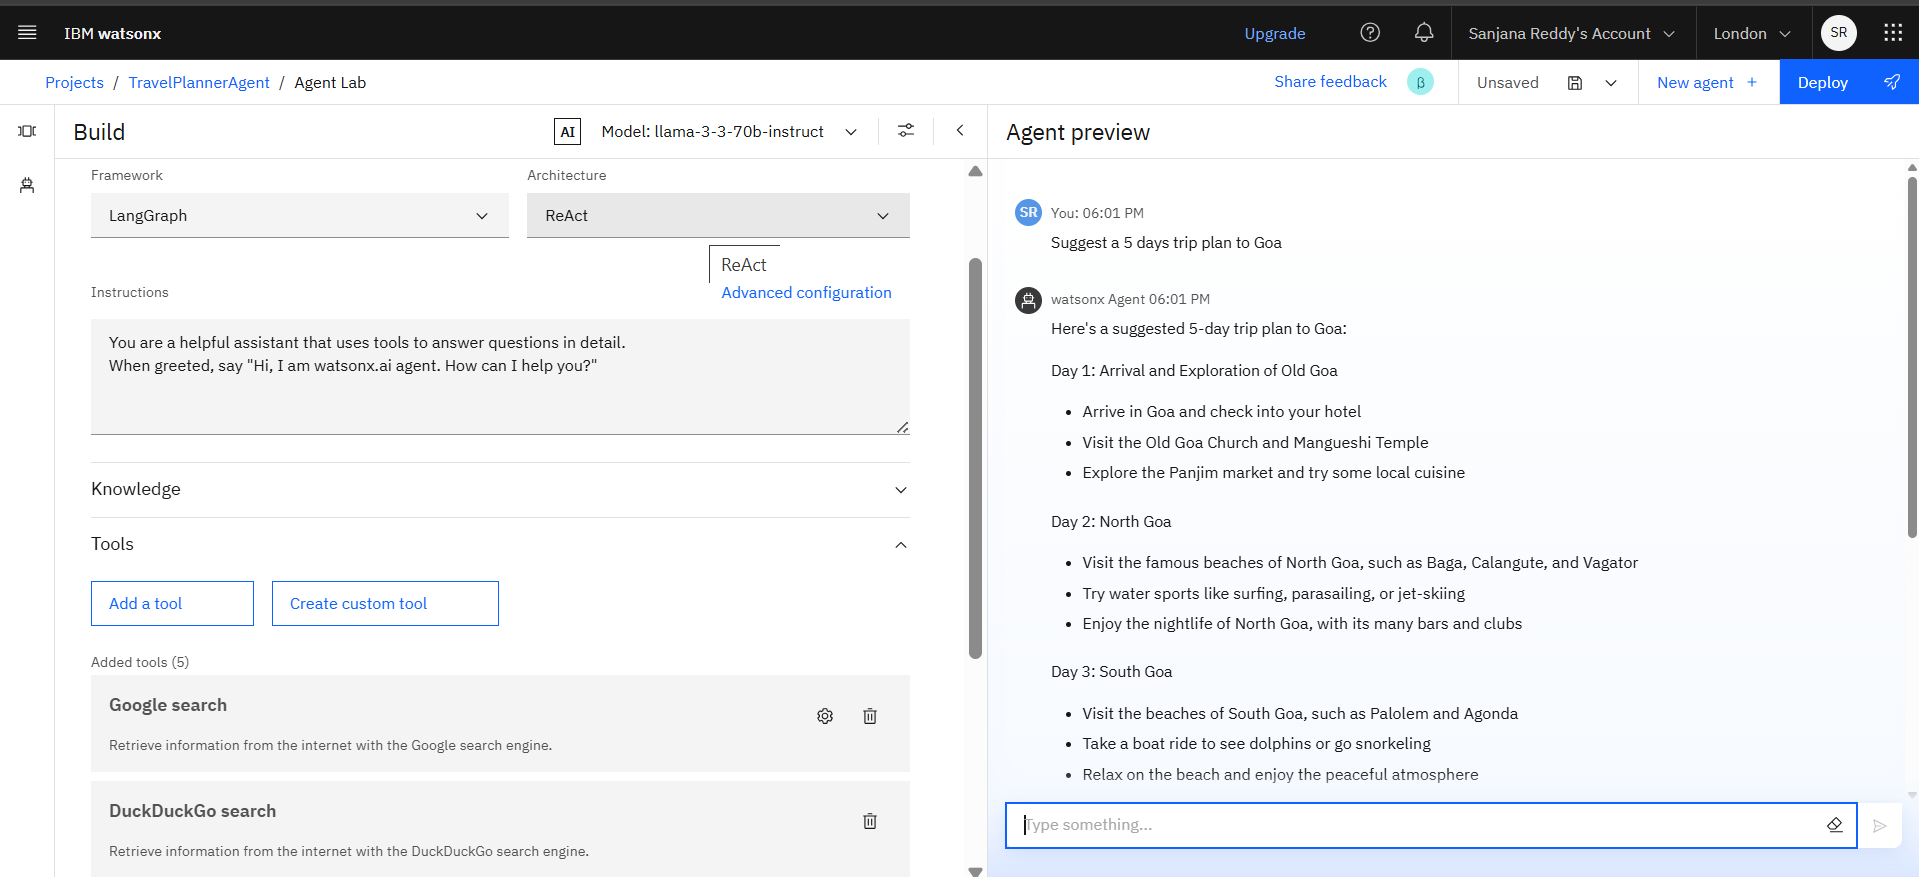 IBM watsonx
Upgrade
Sanjana Reddy's Account
London
SR
Projects / TravelPlannerAgent / Agent Lab
Share feedback
β
Unsaved
New agent +
Deploy
Build
AI
Model: llama-3-3-70b-instruct
Framework
Architecture
LangGraph
ReAct
ReAct
Instructions
Advanced configuration
You are a helpful assistant that uses tools to answer questions in detail.
When greeted, say "Hi, I am watsonx.ai agent. How can I help you?"
Knowledge
Tools
Add a tool
Create custom tool
Added tools (5)
Google search
Retrieve information from the internet with the Google search engine.
DuckDuckGo search
Retrieve information from the internet with the DuckDuckGo search engine.
Agent preview
SR
You: 06:01 PM
Suggest a 5 days trip plan to Goa
watsonx Agent 06:01 PM
Here's a suggested 5-day trip plan to Goa:
Day 1: Arrival and Exploration of Old Goa
• Arrive in Goa and check into your hotel
• Visit the Old Goa Church and Mangueshi Temple
• Explore the Panjim market and try some local cuisine
Day 2: North Goa
• Visit the famous beaches of North Goa, such as Baga, Calangute, and Vagator
• Try water sports like surfing, parasailing, or jet-skiing
• Enjoy the nightlife of North Goa, with its many bars and clubs
Day 3: South Goa
• Visit the beaches of South Goa, such as Palolem and Agonda
• Take a boat ride to see dolphins or go snorkeling
• Relax on the beach and enjoy the peaceful atmosphere
Type something...